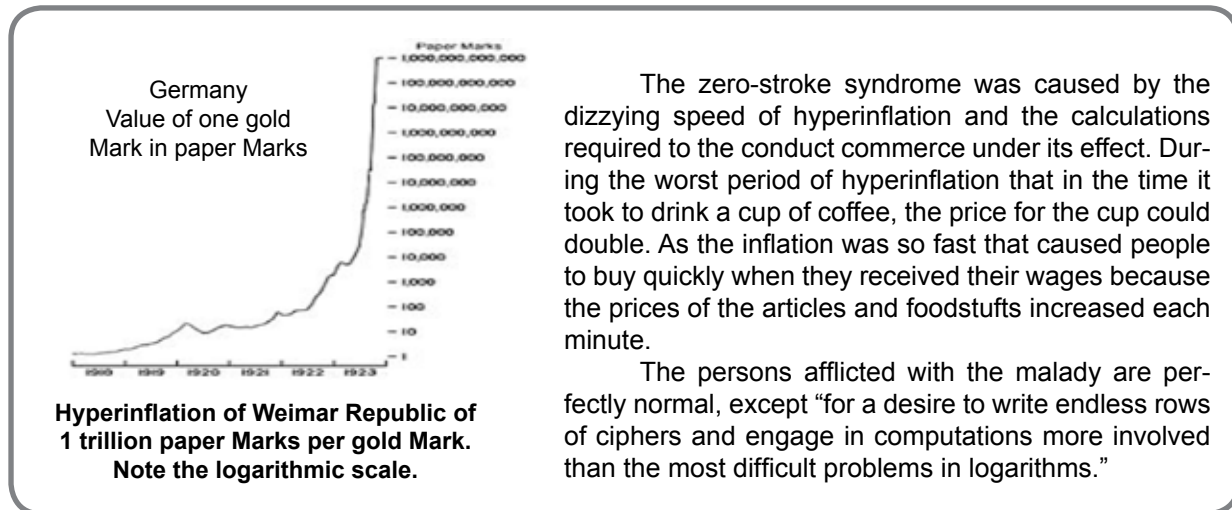 Germany
Value of one gold
Mark in paper Marks
Paper Marks
1,000,000,000,000
100,000,000,000
10,000,000,000
1,000,000,000
100,000,000
10,000,000
1,000,000
100,000
10,000
1,000
100
10
1
1918 1919 1920 1921 1922 1923
Hyperinflation of Weimar Republic of
1 trillion paper Marks per gold Mark.
Note the logarithmic scale.
The zero-stroke syndrome was caused by the
dizzying speed of hyperinflation and the calculations
required to the conduct commerce under its effect. Dur-
ing the worst period of hyperinflation that in the time it
took to drink a cup of coffee, the price for the cup could
double. As the inflation was so fast that caused people
to buy quickly when they received their wages because
the prices of the articles and foodstufts increased each
minute.
The persons afflicted with the malady are per-
fectly normal, except “for a desire to write endless rows
of ciphers and engage in computations more involved
than the most difficult problems in logarithms.”